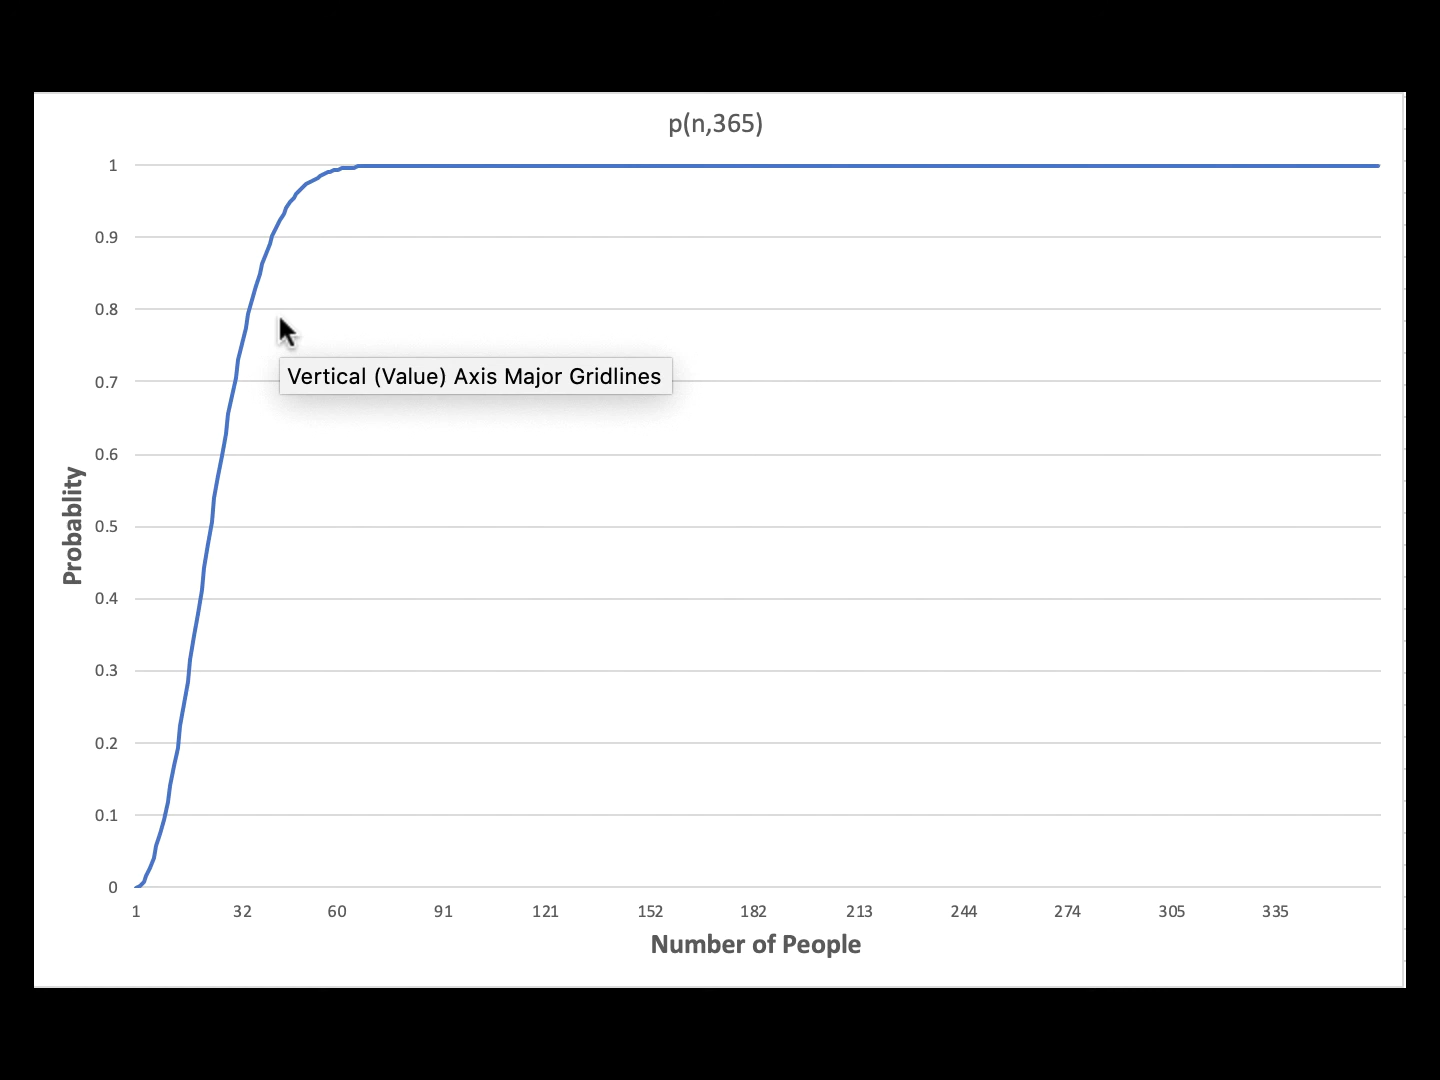 p(n,365)
1
0.9
0.8
Vertical (Value) Axis Major Gridlines
0.7
0.6
0.5
0.4
0.3
0.2
0.1
0
Probablity
1 32 60 91 121 152 182 213 244 274 305 335
Number of People